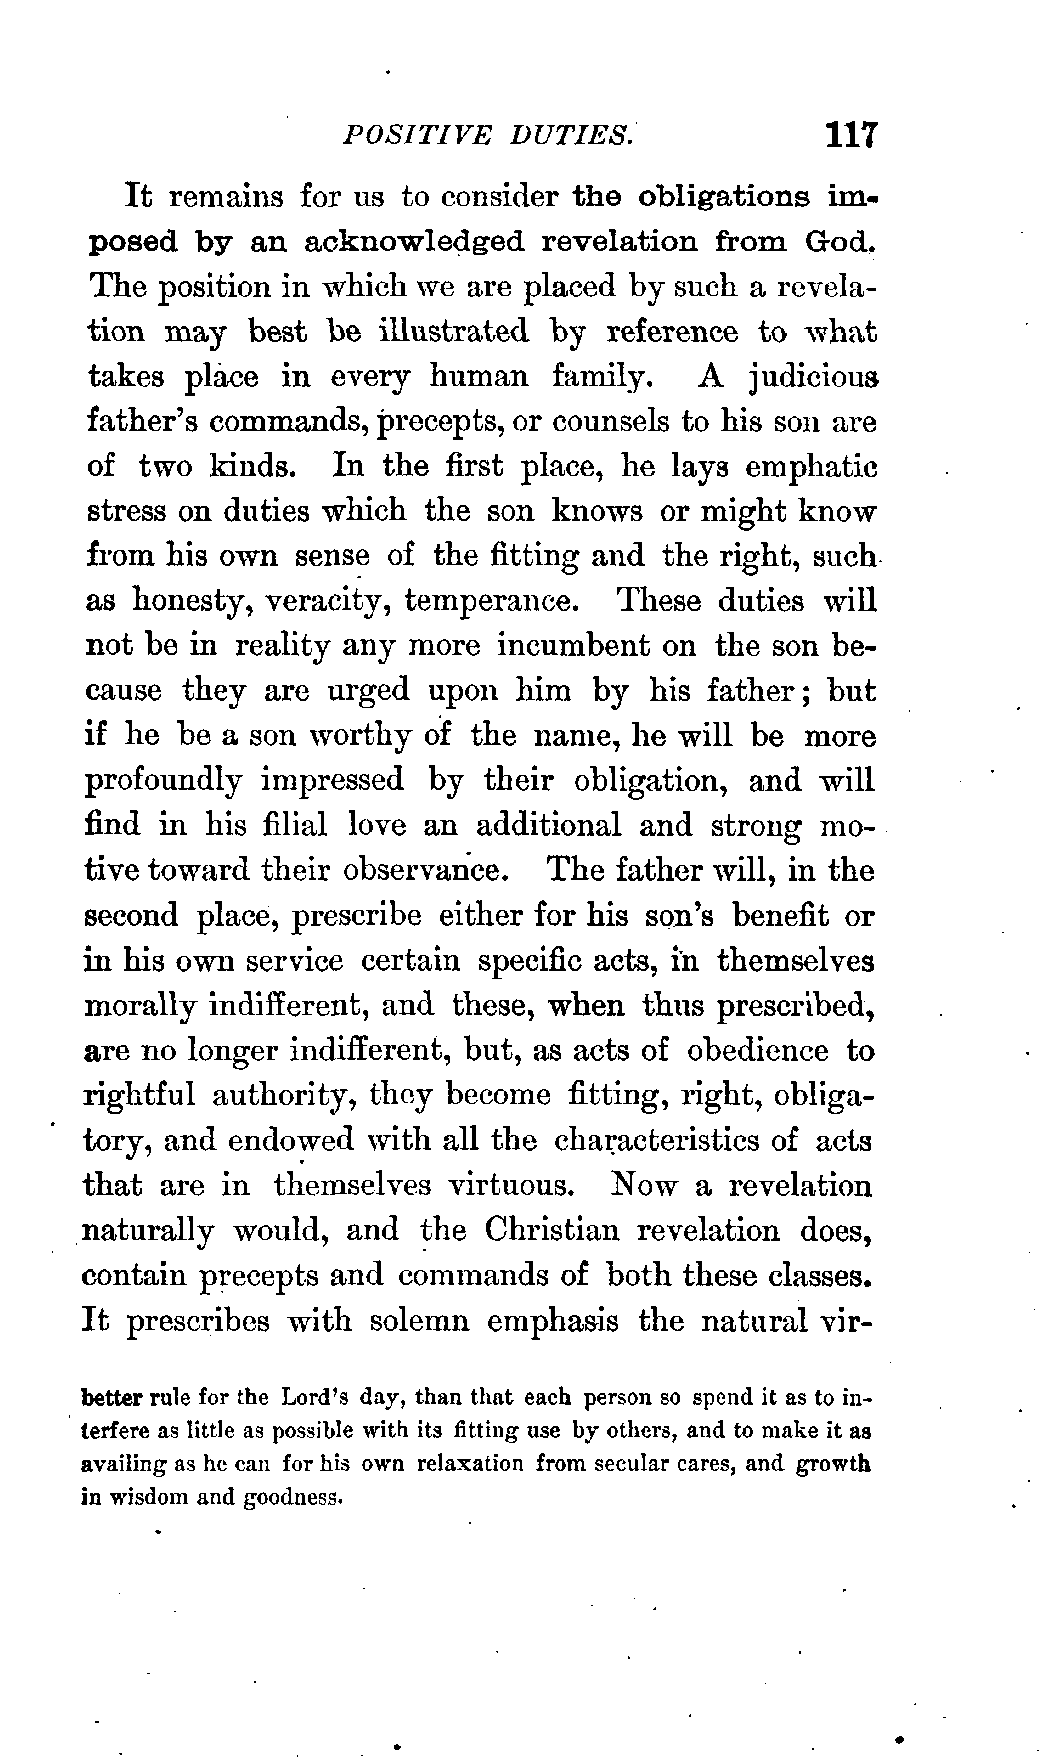 POSITIVE DUTIES. 117
It remains for us to consider the obligations im-
posed by an acknowledged revelation from God.
The position in which we are placed by such a revela-
tion may best be illustrated by reference to what
takes place in every human family. A judicious
father's commands, precepts, or counsels to his son are
of two kinds. In the first place, he lays emphatic
stress on duties which the son knows or might know
from his own sense of the fitting and the right, such
as honesty, veracity, temperance. These duties will
not be in reality any more incumbent on the son be-
cause they are urged upon him by his father; but
if he be a son worthy of the name, he will be more
profoundly impressed by their obligation, and will
find in his filial love an additional and strong mo-
tive toward their observance. The father will, in the
second place, prescribe either for his son's benefit or
in his own service certain specific acts, in themselves
morally indifferent, and these, when thus prescribed,
are no longer indifferent, but, as acts of obedience to
rightful authority, they become fitting, right, obliga-
tory, and endowed with all the characteristics of acts
that are in themselves virtuous. Now a revelation
naturally would, and the Christian revelation does,
contain precepts and commands of both these classes.
It prescribes with solemn emphasis the natural vir-
better rule for the Lord's day, than that each person so spend it as to in-
terfere as little as possible with its fitting use by others, and to make it as
availing as he can for his own relaxation from secular cares, and growth
in wisdom and goodness.